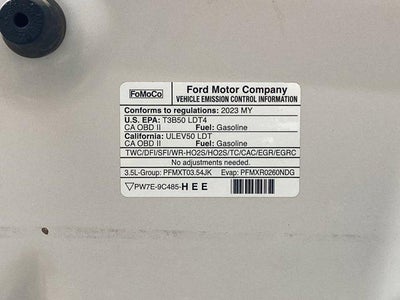 FoMoCo
Ford Motor Company
VEHICLE EMISSION CONTROL INFORMATION
Conforms to regulations: 2023 MY
U.S. EPA: T3B50 LDT4
CA OBD II Fuel: Gasoline
California: ULEV50 LDT
CA OBD II Fuel: Gasoline
TWC/DFI/SFI/WR-HO2S/HO2S/TC/CAC/EGR/EGRC
No adjustments needed.
3.5L-Group: PFMXT03.54JK Evap: PFMXR0260NDG
PW7E-9C485-HEE